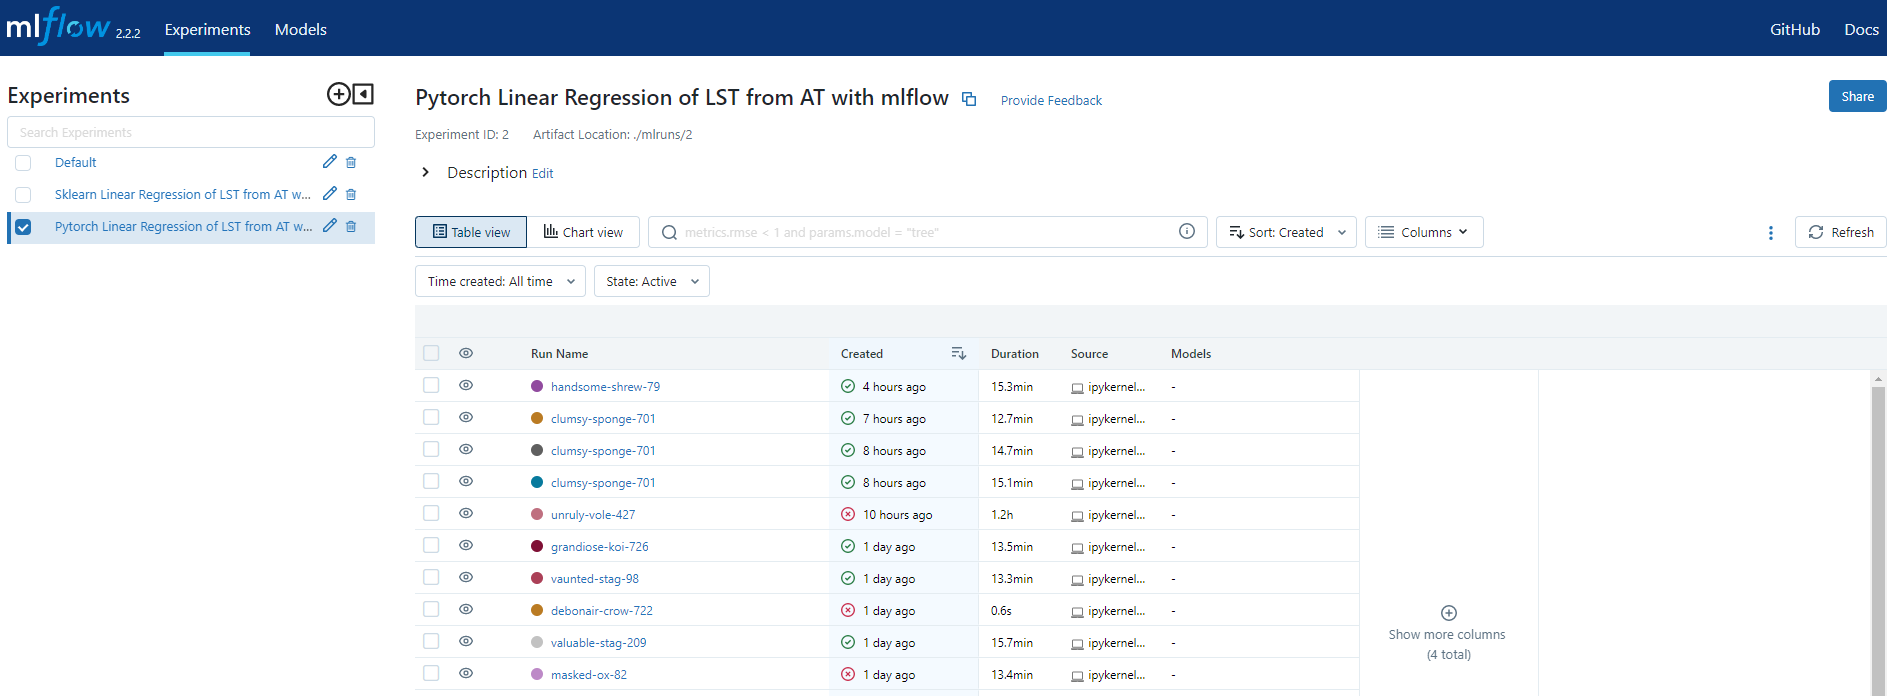 mlflow 2.2.2 Experiments Models GitHub Docs
Experiments
Search Experiments
Default
Sklearn Linear Regression of LST from AT w...
Pytorch Linear Regression of LST from AT w...
Pytorch Linear Regression of LST from AT with mlflow Provide Feedback Share
Experiment ID: 2 Artifact Location: ./mlruns/2
Description Edit
Table view Chart view metrics.rmse < 1 and params.model = "tree" Sort: Created Columns Refresh
Time created: All time State: Active
Run Name Created Duration Source Models
handsome-shrew-79 4 hours ago 15.3min ipykernel... -
clumsy-sponge-701 7 hours ago 12.7min ipykernel... -
clumsy-sponge-701 8 hours ago 14.7min ipykernel... -
clumsy-sponge-701 8 hours ago 15.1min ipykernel... -
unruly-vole-427 10 hours ago 1.2h ipykernel... -
grandiose-koi-726 1 day ago 13.5min ipykernel... -
vaunted-stag-98 1 day ago 13.3min ipykernel... -
debonair-crow-722 1 day ago 0.6s ipykernel... -
valuable-stag-209 1 day ago 15.7min ipykernel... -
masked-ox-82 1 day ago 13.4min ipykernel... -
Show more columns
(4 total)